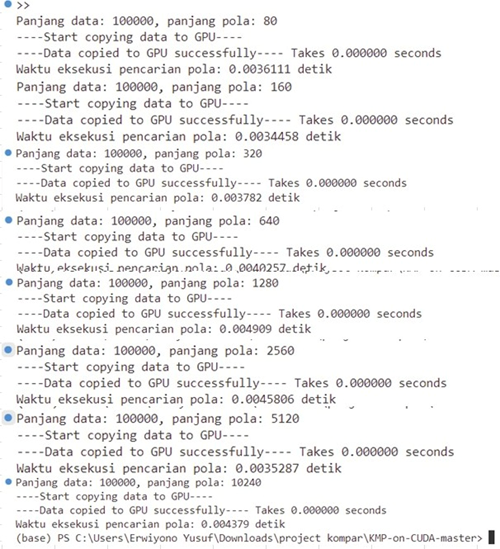 >>
Panjang data: 100000, panjang pola: 80
----Start copying data to GPU----
----Data copied to GPU successfully---- Takes 0.000000 seconds
Waktu eksekusi pencarian pola: 0.0036111 detik
Panjang data: 100000, panjang pola: 160
----Start copying data to GPU----
----Data copied to GPU successfully---- Takes 0.000000 seconds
Waktu eksekusi pencarian pola: 0.0034458 detik
Panjang data: 100000, panjang pola: 320
----Start copying data to GPU----
----Data copied to GPU successfully---- Takes 0.000000 seconds
Waktu eksekusi pencarian pola: 0.003782 detik
Panjang data: 100000, panjang pola: 640
----Start copying data to GPU----
----Data copied to GPU successfully---- Takes 0.000000 seconds
Waktu eksekusi pencarian pola: 0.0040257 detik
Panjang data: 100000, panjang pola: 1280
----Start copying data to GPU----
----Data copied to GPU successfully---- Takes 0.000000 seconds
Waktu eksekusi pencarian pola: 0.004909 detik
Panjang data: 100000, panjang pola: 2560
----Start copying data to GPU----
----Data copied to GPU successfully---- Takes 0.000000 seconds
Waktu eksekusi pencarian pola: 0.0045806 detik
Panjang data: 100000, panjang pola: 5120
----Start copying data to GPU----
----Data copied to GPU successfully---- Takes 0.000000 seconds
Waktu eksekusi pencarian pola: 0.0035287 detik
Panjang data: 100000, panjang pola: 10240
----Start copying data to GPU----
----Data copied to GPU successfully---- Takes 0.000000 seconds
Waktu eksekusi pencarian pola: 0.004379 detik
(base) PS C:\Users\Erwiyono Yusuf\Downloads\project kompar\KMP-on-CUDA-master>